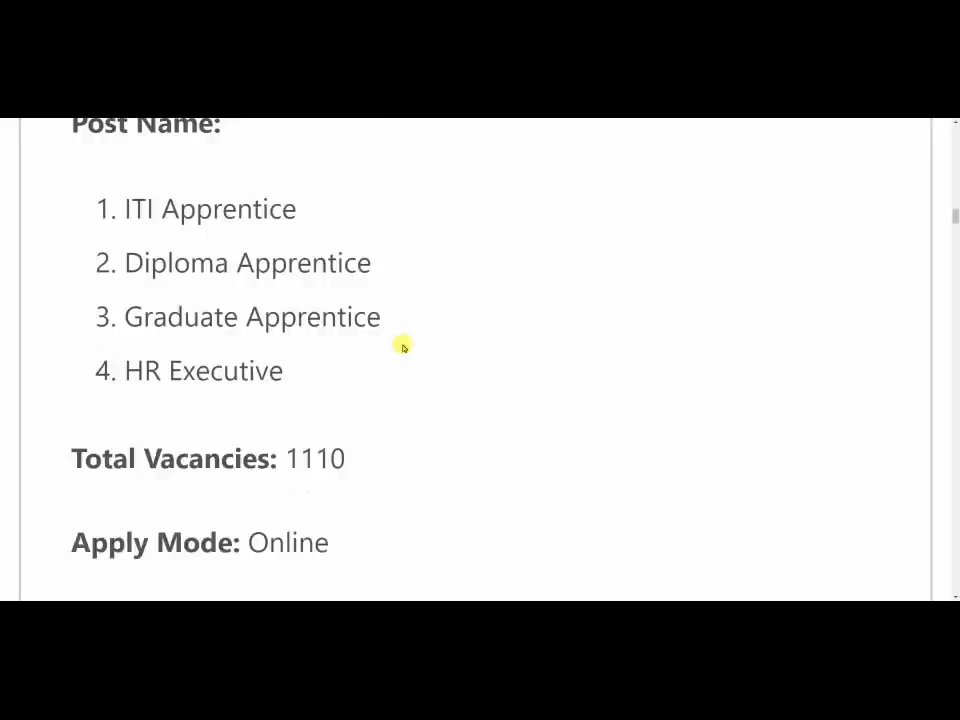 Post Name:
1. ITI Apprentice
2. Diploma Apprentice
3. Graduate Apprentice
4. HR Executive
Total Vacancies: 1110
Apply Mode: Online